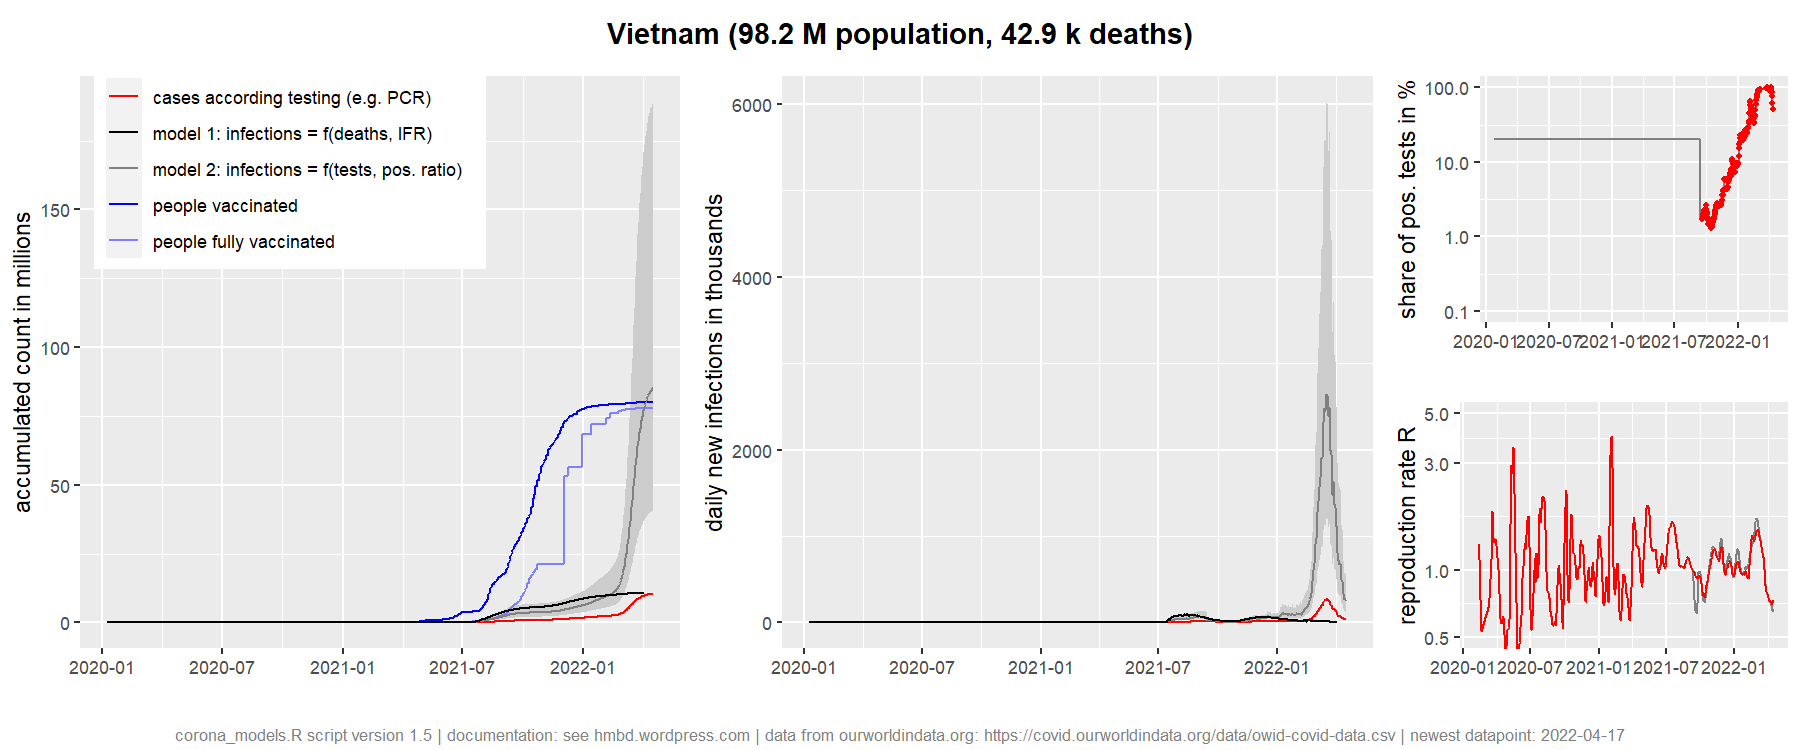 Vietnam (98.2 M population, 42.9 k deaths)
accumulated count in millions
150
100
50
0
cases according testing (e.g. PCR)
model 1: infections = f(deaths, IFR)
model 2: infections = f(tests, pos. ratio)
people vaccinated
people fully vaccinated
2020-01 2020-07 2021-01 2021-07 2022-01
daily new infections in thousands
6000
4000
2000
0
2020-01 2020-07 2021-01 2021-07 2022-01
share of pos. tests in %
100.0
10.0
1.0
0.1
2020-01 2020-07 2021-01 2021-07 2022-01
reproduction rate R
5.0
3.0
1.0
0.5
2020-01 2020-07 2021-01 2021-07 2022-01
corona_models.R script version 1.5 | documentation: see hmbd.wordpress.com | data from ourworldindata.org: https://covid.ourworldindata.org/data/owid-covid-data.csv | newest datapoint: 2022-04-17